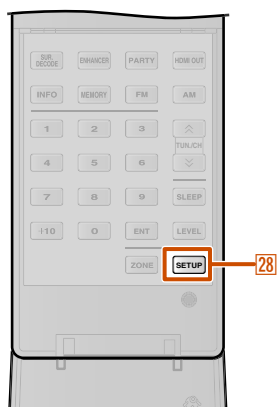 SUR. DECODE ENHANCER PARTY HDMI OUT
INFO MEMORY FM AM
1 2 3
TUN./CH
4 5 6
7 8 9 SLEEP
+10 0 ENT LEVEL
ZONE SETUP 28